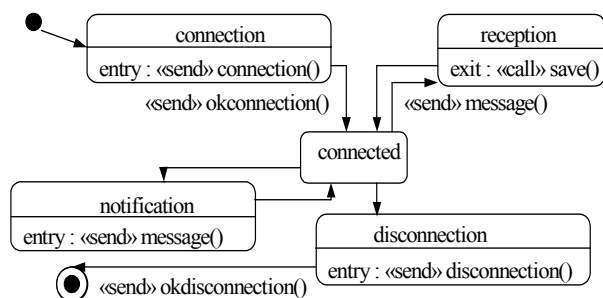 connection
entry : «send» connection()
reception
exit : «call» save()
«send» okconnection()
«send» message()
connected
notification
entry : «send» message()
disconnection
entry : «send» disconnection()
«send» okdisconnection()